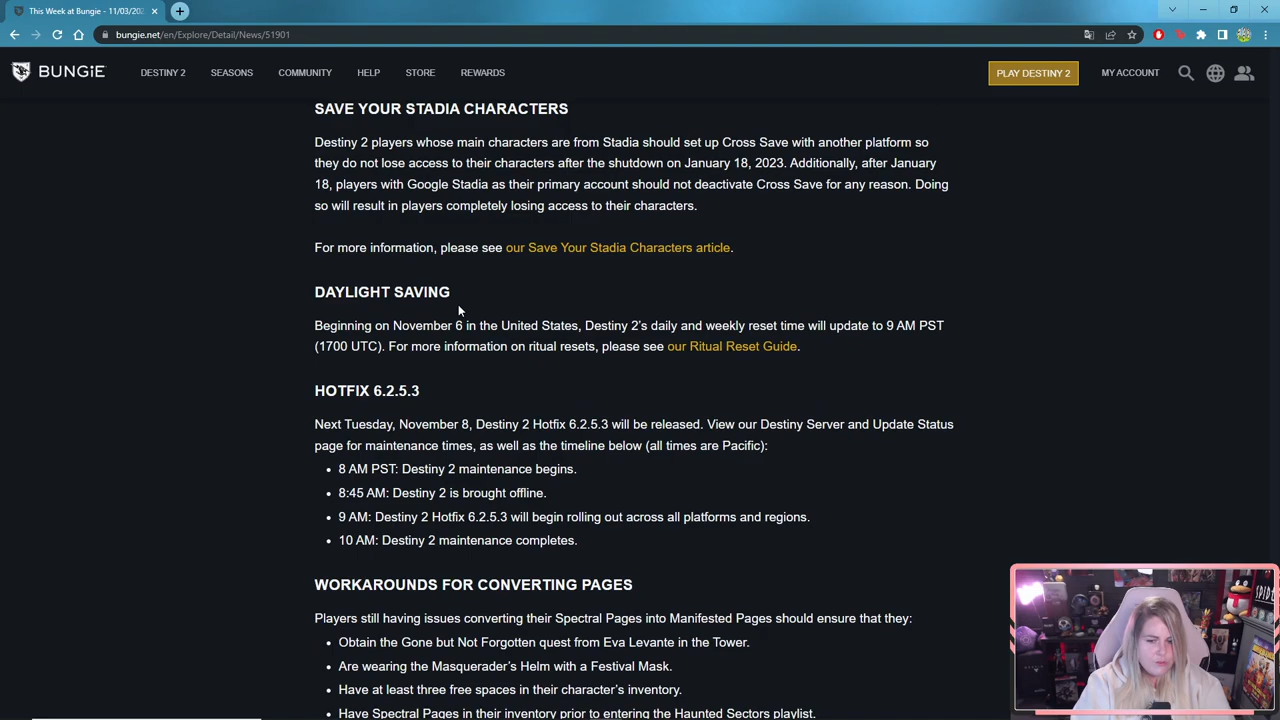 This Week at Bungie - 11/03/202
bungie.net/en/Explore/Detail/News/51901
BUNGiE
DESTINY 2
SEASONS
COMMUNITY
HELP
STORE
REWARDS
PLAY DESTINY 2
MY ACCOUNT
SAVE YOUR STADIA CHARACTERS
Destiny 2 players whose main characters are from Stadia should set up Cross Save with another platform so
they do not lose access to their characters after the shutdown on January 18, 2023. Additionally, after January
18, players with Google Stadia as their primary account should not deactivate Cross Save for any reason. Doing
so will result in players completely losing access to their characters.
For more information, please see our Save Your Stadia Characters article.
DAYLIGHT SAVING
Beginning on November 6 in the United States, Destiny 2's daily and weekly reset time will update to 9 AM PST
(1700 UTC). For more information on ritual resets, please see our Ritual Reset Guide.
HOTFIX 6.2.5.3
Next Tuesday, November 8, Destiny 2 Hotfix 6.2.5.3 will be released. View our Destiny Server and Update Status
page for maintenance times, as well as the timeline below (all times are Pacific):
• 8 AM PST: Destiny 2 maintenance begins.
• 8:45 AM: Destiny 2 is brought offline.
• 9 AM: Destiny 2 Hotfix 6.2.5.3 will begin rolling out across all platforms and regions.
• 10 AM: Destiny 2 maintenance completes.
WORKAROUNDS FOR CONVERTING PAGES
Players still having issues converting their Spectral Pages into Manifested Pages should ensure that they:
• Obtain the Gone but Not Forgotten quest from Eva Levante in the Tower.
• Are wearing the Masquerader's Helm with a Festival Mask.
• Have at least three free spaces in their character's inventory.
• Have Spectral Pages in their inventory prior to entering the Haunted Sectors playlist.